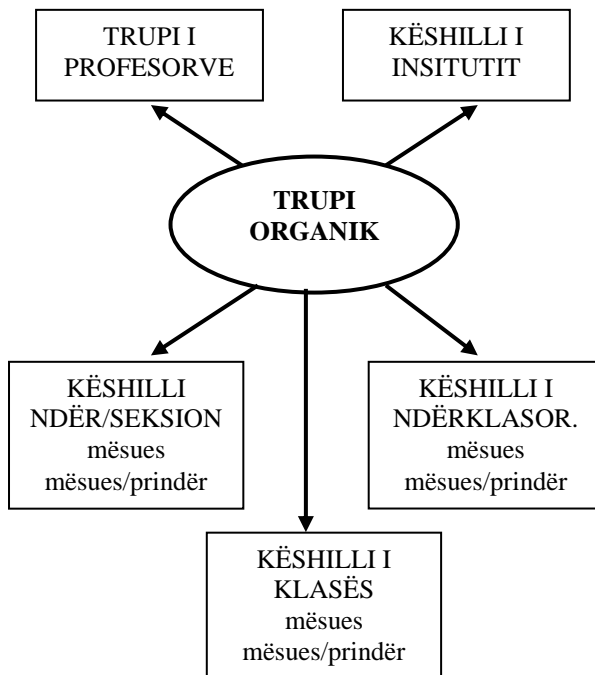 TRUPI I
PROFESORVE
KËSHILLI I
INSITUTIT
TRUPI
ORGANIK
KËSHILLI
NDËR/SEKSION
mësues
mësues/prindër
KËSHILLI I
NDËRKLASOR.
mësues
mësues/prindër
KËSHILLI I
KLASËS
mësues
mësues/prindër